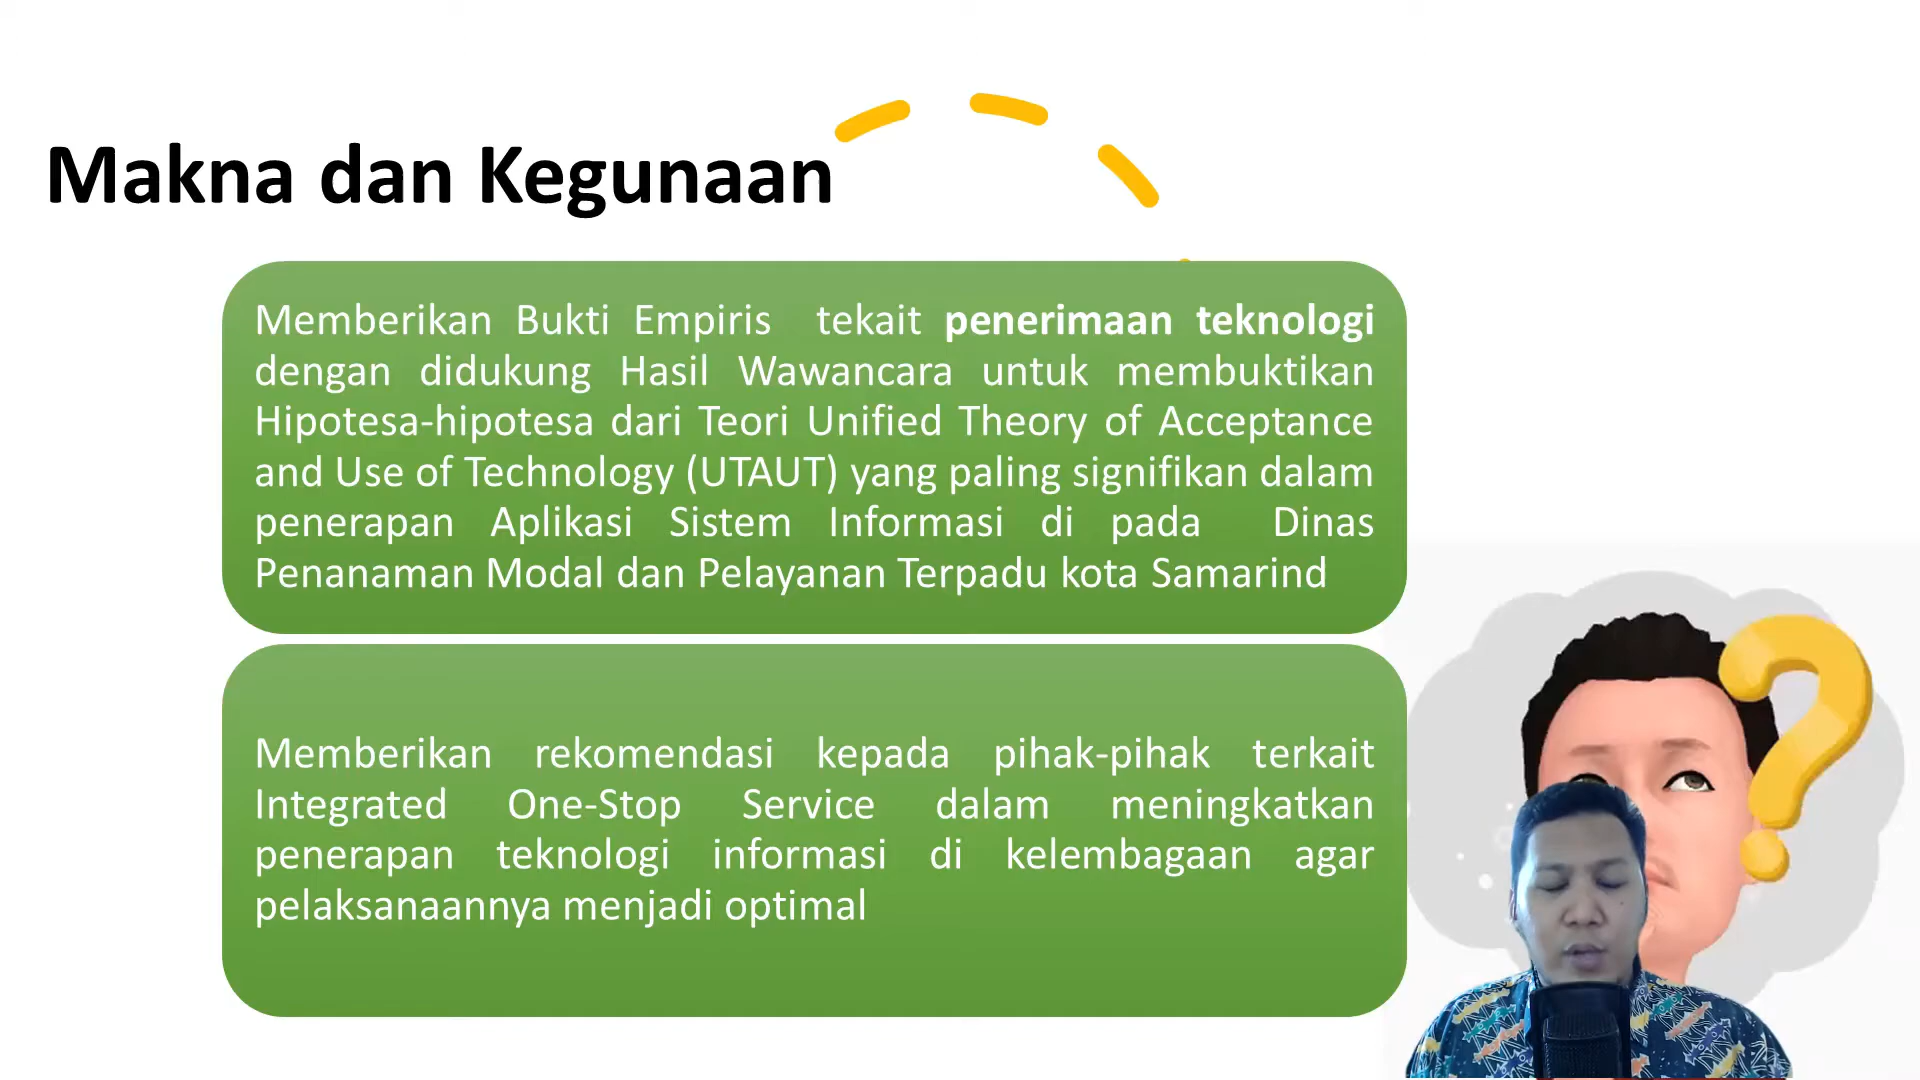 Makna dan Kegunaan
Memberikan Bukti Empiris tekait penerimaan teknologi
dengan didukung Hasil Wawancara untuk membuktikan
Hipotesa-hipotesa dari Teori Unified Theory of Acceptance
and Use of Technology (UTAUT) yang paling signifikan dalam
penerapan Aplikasi Sistem Informasi di pada Dinas
Penanaman Modal dan Pelayanan Terpadu kota Samarind
Memberikan rekomendasi kepada pihak-pihak terkait
Integrated One-Stop Service dalam meningkatkan
penerapan teknologi informasi di kelembagaan agar
pelaksanaannya menjadi optimal